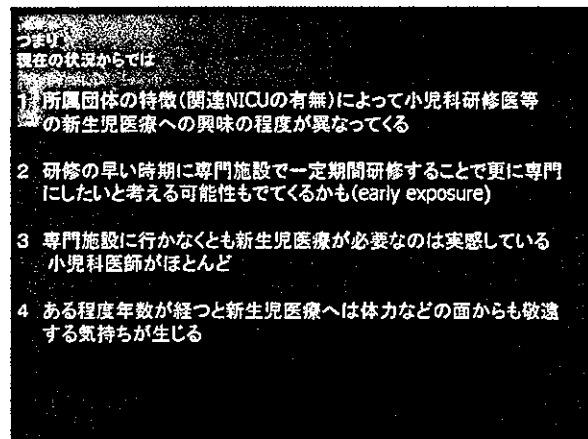 つまり
現在の状況からでは
1 所属団体の特徴(関連NICUの有無)によって小児科研修医等
の新生児医療への興味の程度が異なってくる
2 研修の早い時期に専門施設で一定期間研修することで更に専門
にしたいと考える可能性もでてくるかも(early exposure)
3 専門施設に行かなくとも新生児医療が必要なのは実感している
小児科医師がほとんど
4 ある程度年数が経つと新生児医療へは体力などの面からも敬遠
する気持ちが生じる